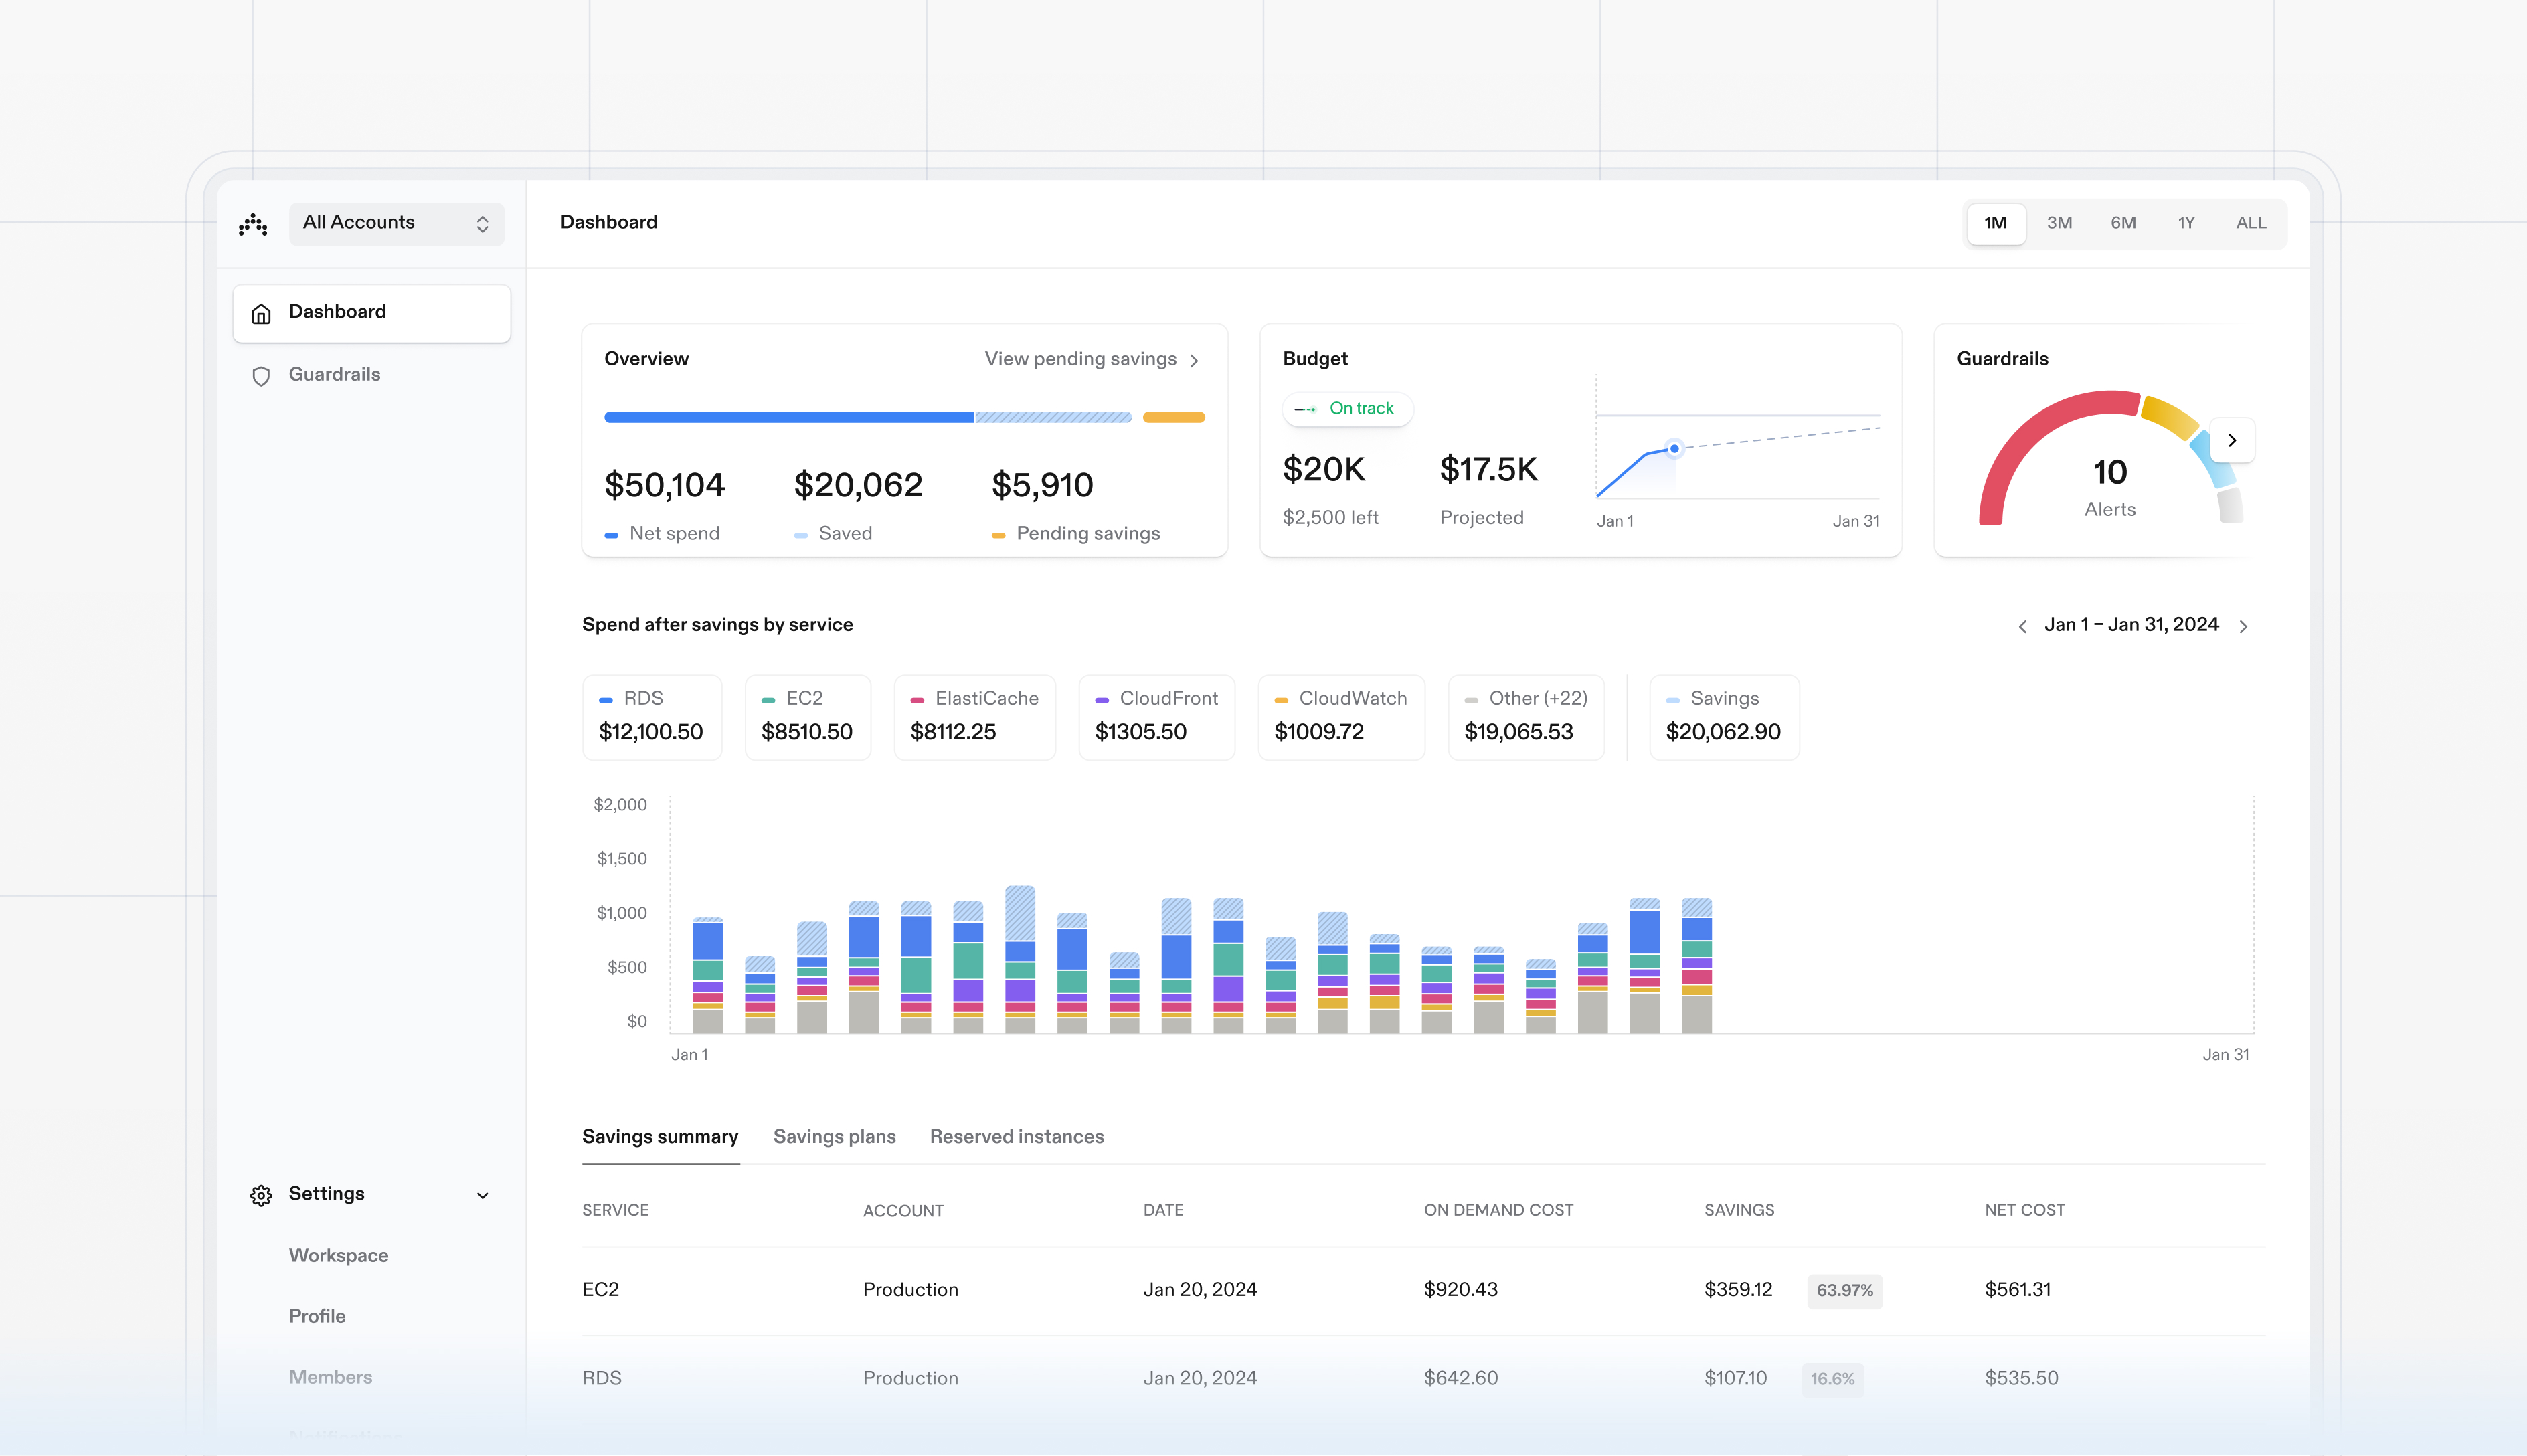 All Accounts
Dashboard
1M 3M 6M 1Y ALL
Dashboard
Guardrails
Overview
View pending savings
$50,104 $20,062 $5,910
Net spend Saved Pending savings
Budget
On track
$20K $17.5K
$2,500 left Projected
Jan 1 Jan 31
Guardrails
10
Alerts
Spend after savings by service
Jan 1 – Jan 31, 2024
RDS EC2 ElastiCache CloudFront CloudWatch Other (+22) Savings
$12,100.50 $8510.50 $8112.25 $1305.50 $1009.72 $19,065.53 $20,062.90
$2,000
$1,500
$1,000
$500
$0
Jan 1 Jan 31
Savings summary Savings plans Reserved instances
SERVICE ACCOUNT DATE ON DEMAND COST SAVINGS NET COST
EC2 Production Jan 20, 2024 $920.43 $359.12 63.97% $561.31
RDS Production Jan 20, 2024 $642.60 $107.10 16.6% $535.50
Settings
Workspace
Profile
Members